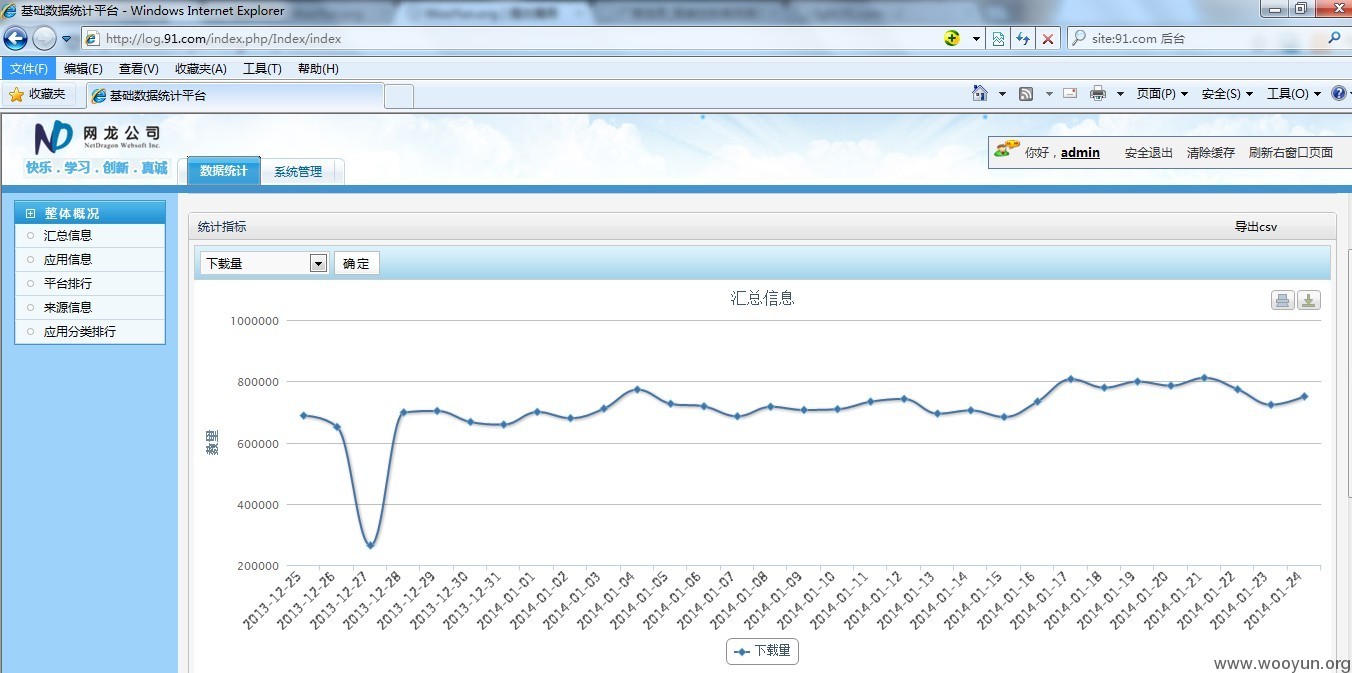 基础数据统计平台 - Windows Internet Explorer
http://log.91.com/index.php/Index/index
site:91.com 后台
文件(F) 编辑(E) 查看(V) 收藏夹(A) 工具(T) 帮助(H)
收藏夹 基础数据统计平台 页面(P) 安全(S) 工具(O)
ND 网龙公司
NetDragon Websoft Inc.
快乐．学习．创新．真诚
数据统计 系统管理
你好，admin 安全退出 清除缓存 刷新右窗口页面
整体概况
汇总信息
应用信息
平台排行
来源信息
应用分类排行
统计指标 导出csv
下载量 确定
汇总信息
1000000
800000
600000
400000
200000
数量
2013-12-25 2013-12-26 2013-12-27 2013-12-28 2013-12-29 2013-12-30 2013-12-31 2014-01-01 2014-01-02 2014-01-03 2014-01-04 2014-01-05 2014-01-06 2014-01-07 2014-01-08 2014-01-09 2014-01-10 2014-01-11 2014-01-12 2014-01-13 2014-01-14 2014-01-15 2014-01-16 2014-01-17 2014-01-18 2014-01-19 2014-01-20 2014-01-21 2014-01-22 2014-01-23 2014-01-24
下载量
www.wooyun.org